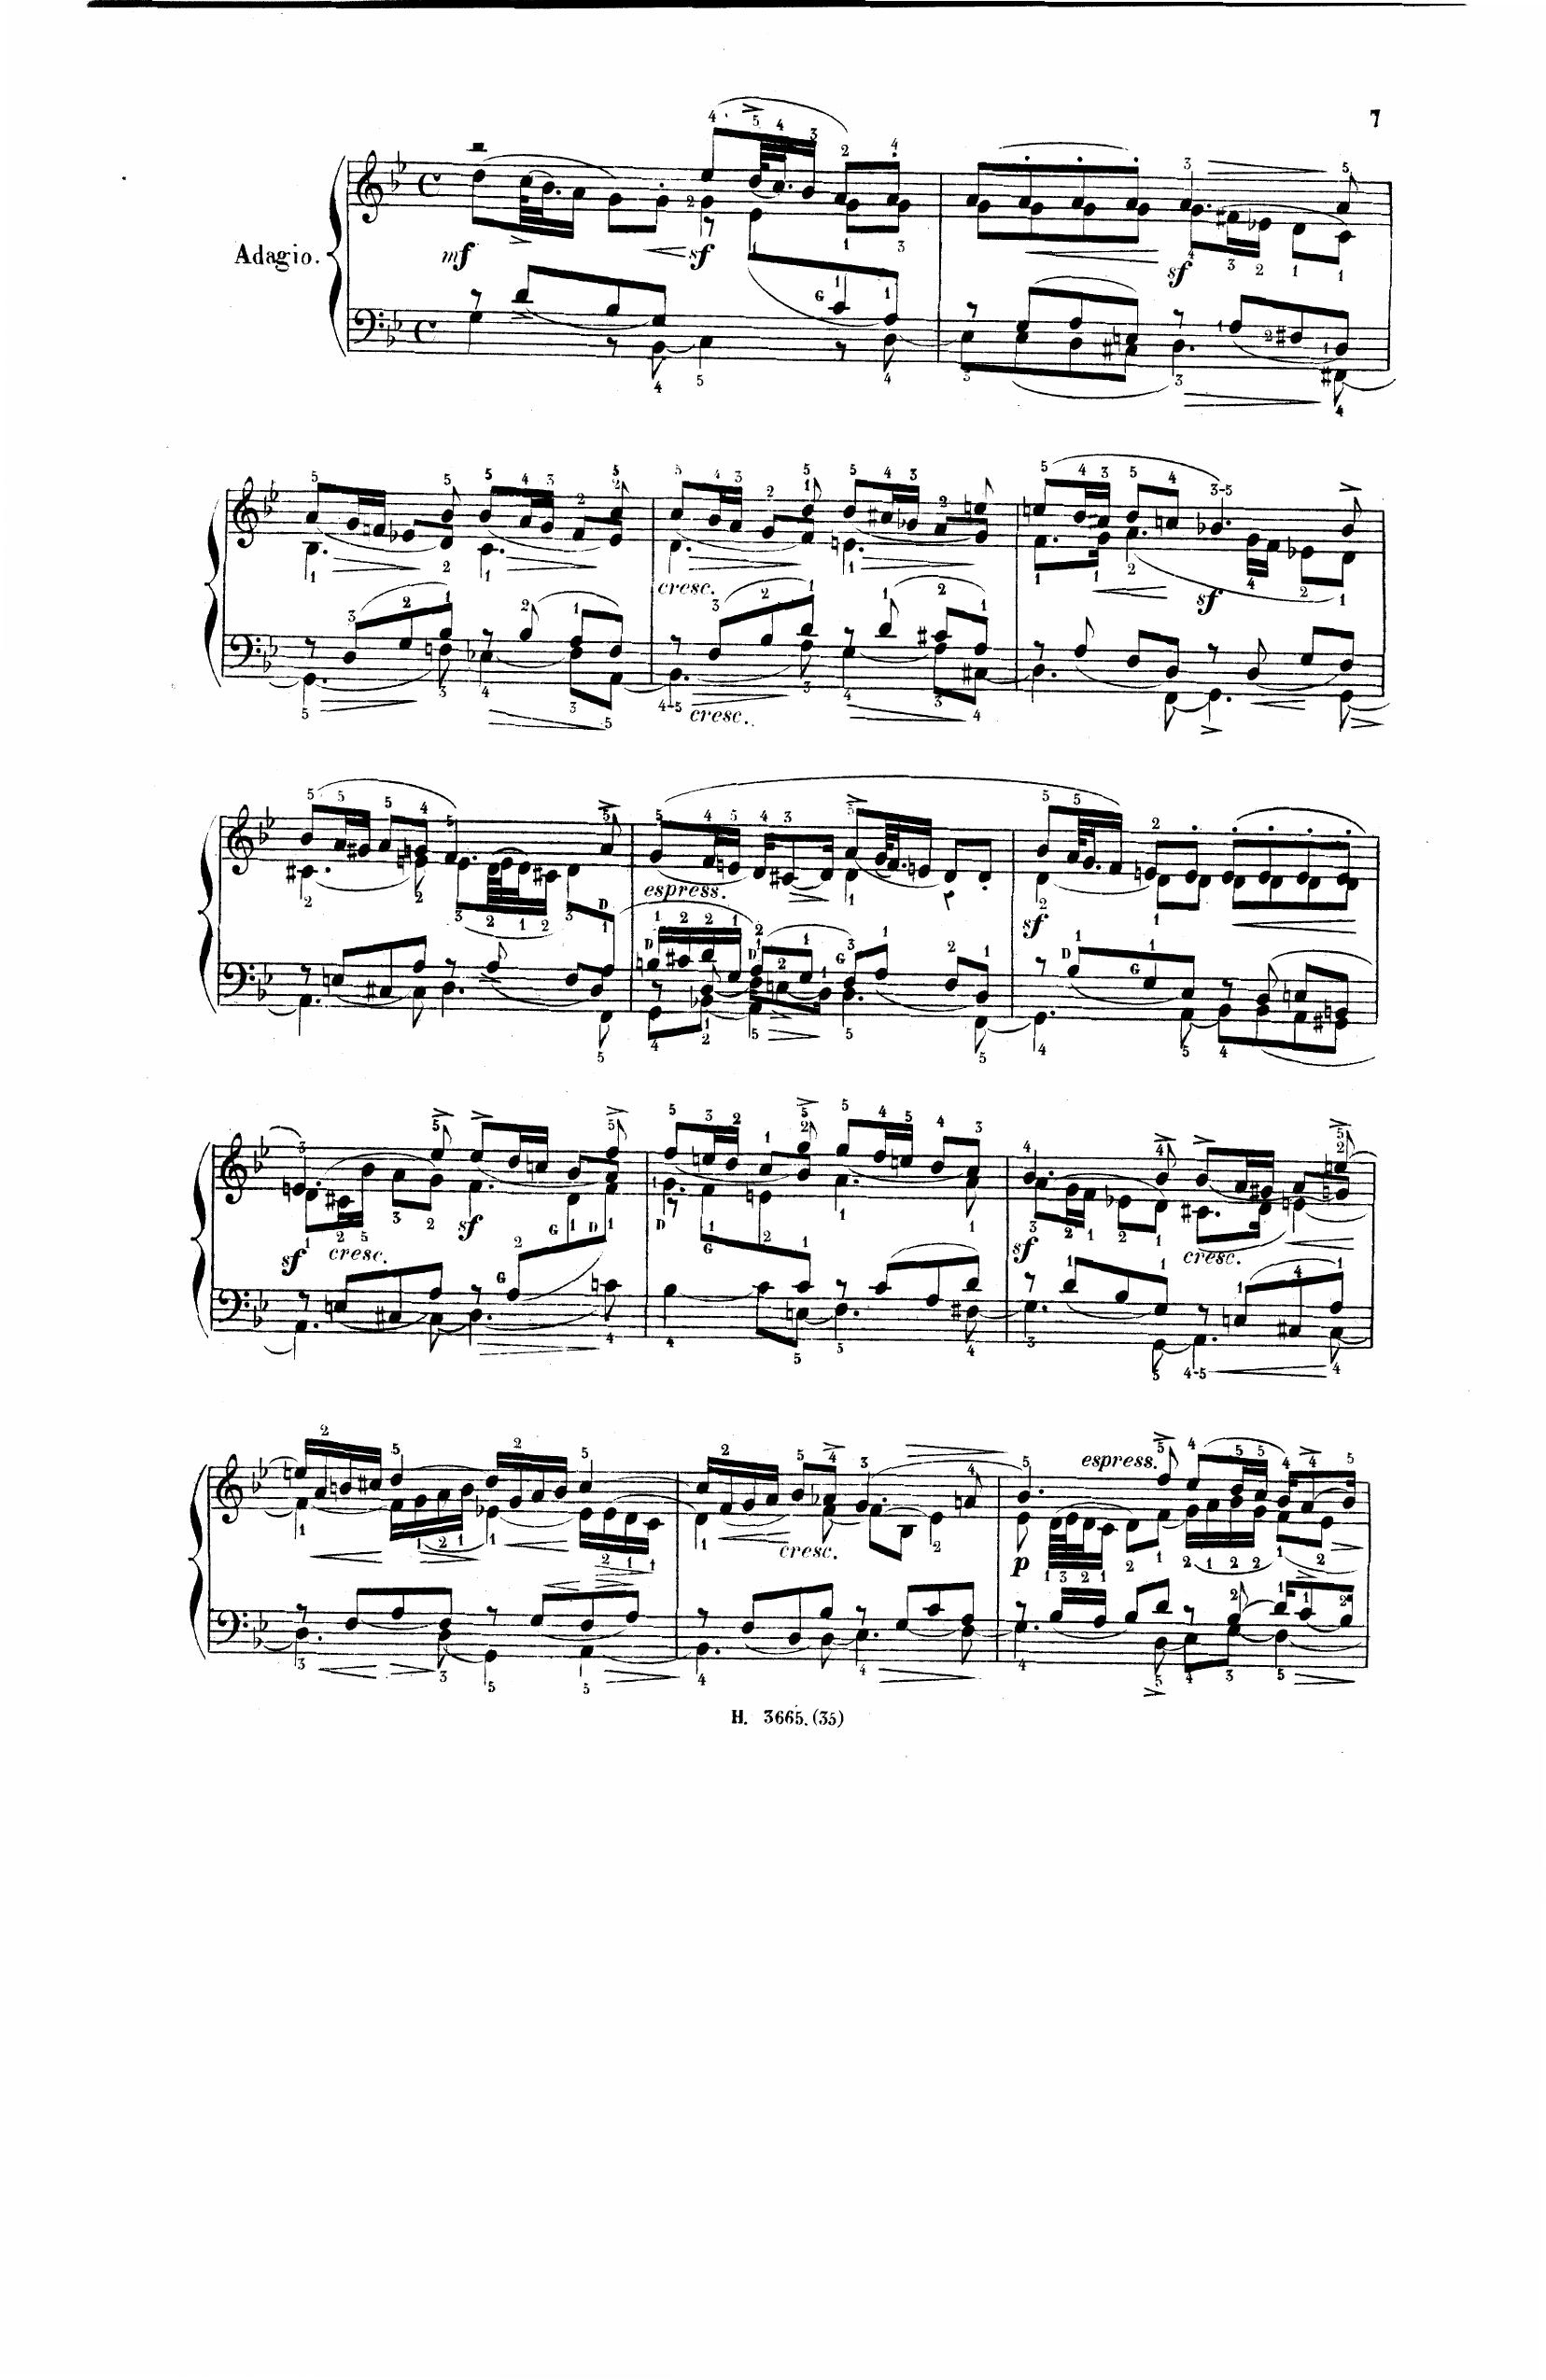 7
Adagio.
mf
sf
sf
cresc.
cresc.
sf
espress.
sf
sf
cresc.
sf
sf
cresc.
espress.
cresc.
p
H. 3665.(35)